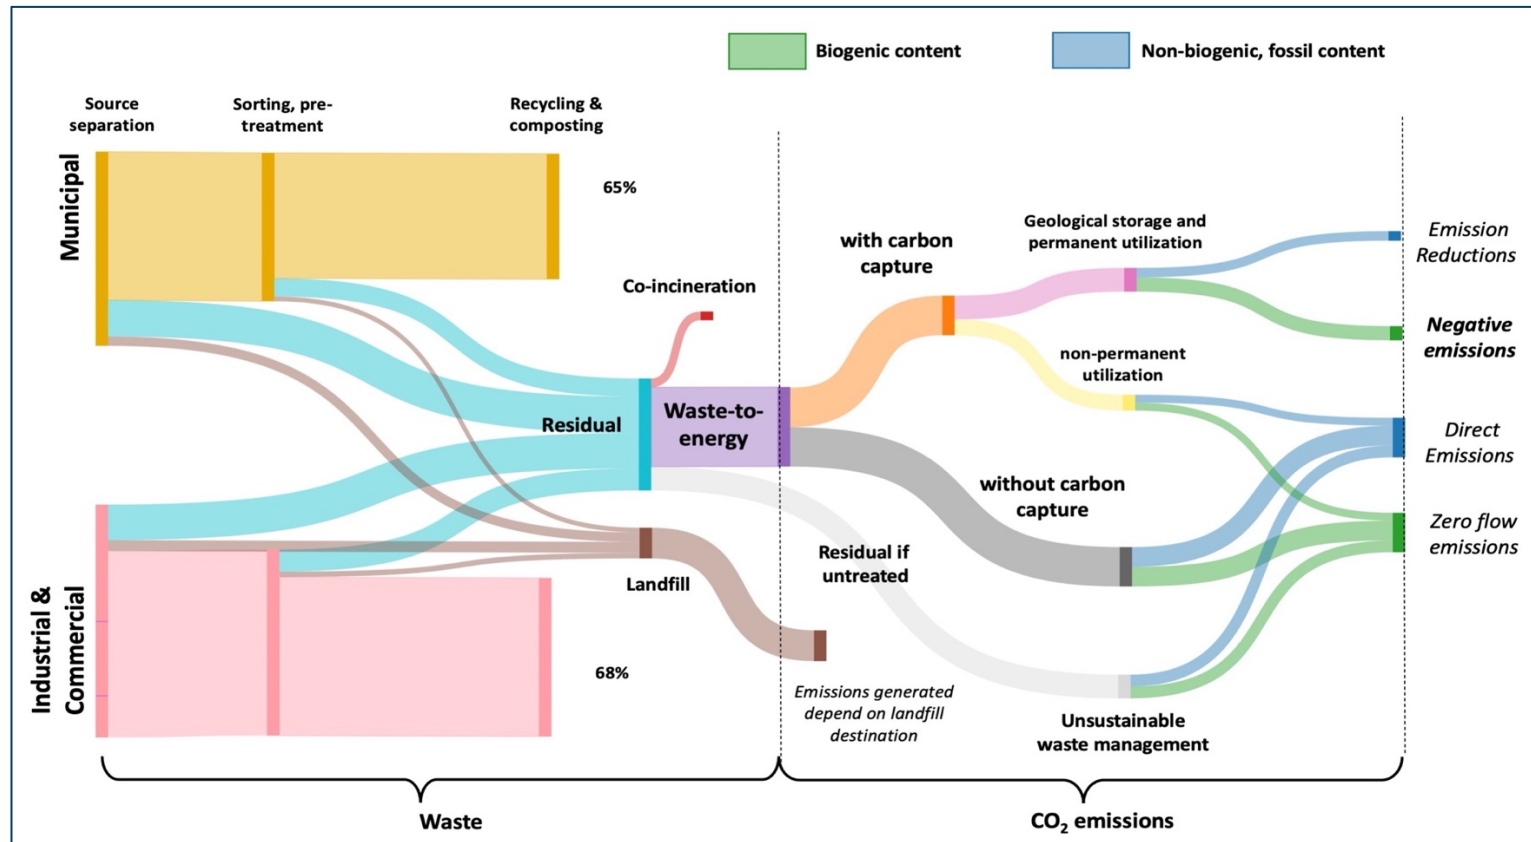 Biogenic content
Non-biogenic, fossil content
Source
separation
Sorting, pre-
treatment
Recycling &
composting
Municipal
65%
Co-incineration
with carbon
capture
Geological storage and
permanent utilization
Emission
Reductions
Negative
emissions
non-permanent
utilization
Residual
Waste-to-
energy
Direct
Emissions
without carbon
capture
Zero flow
emissions
Residual if
untreated
Landfill
Industrial &
Commercial
68%
Emissions generated
depend on landfill
destination
Unsustainable
waste management
Waste
CO₂ emissions